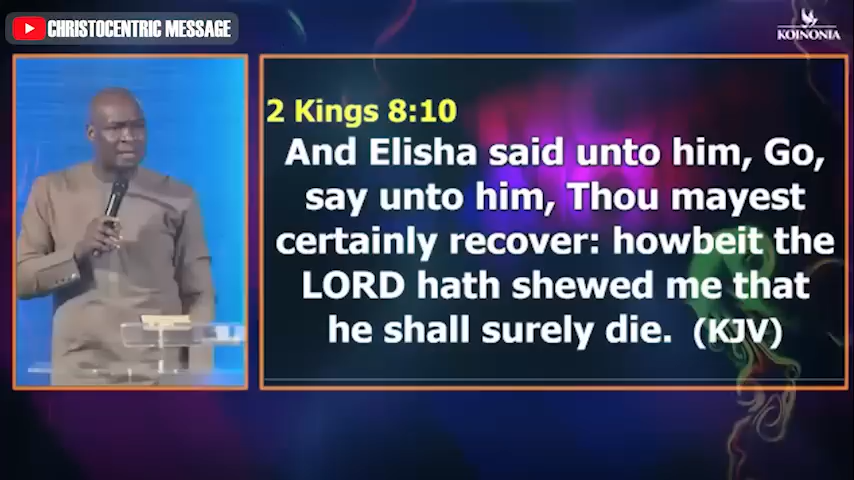 CHRISTOCENTRIC MESSAGE
KOINONIA
2 Kings 8:10
And Elisha said unto him, Go,
say unto him, Thou mayest
certainly recover: howbeit the
LORD hath shewed me that
he shall surely die. (KJV)